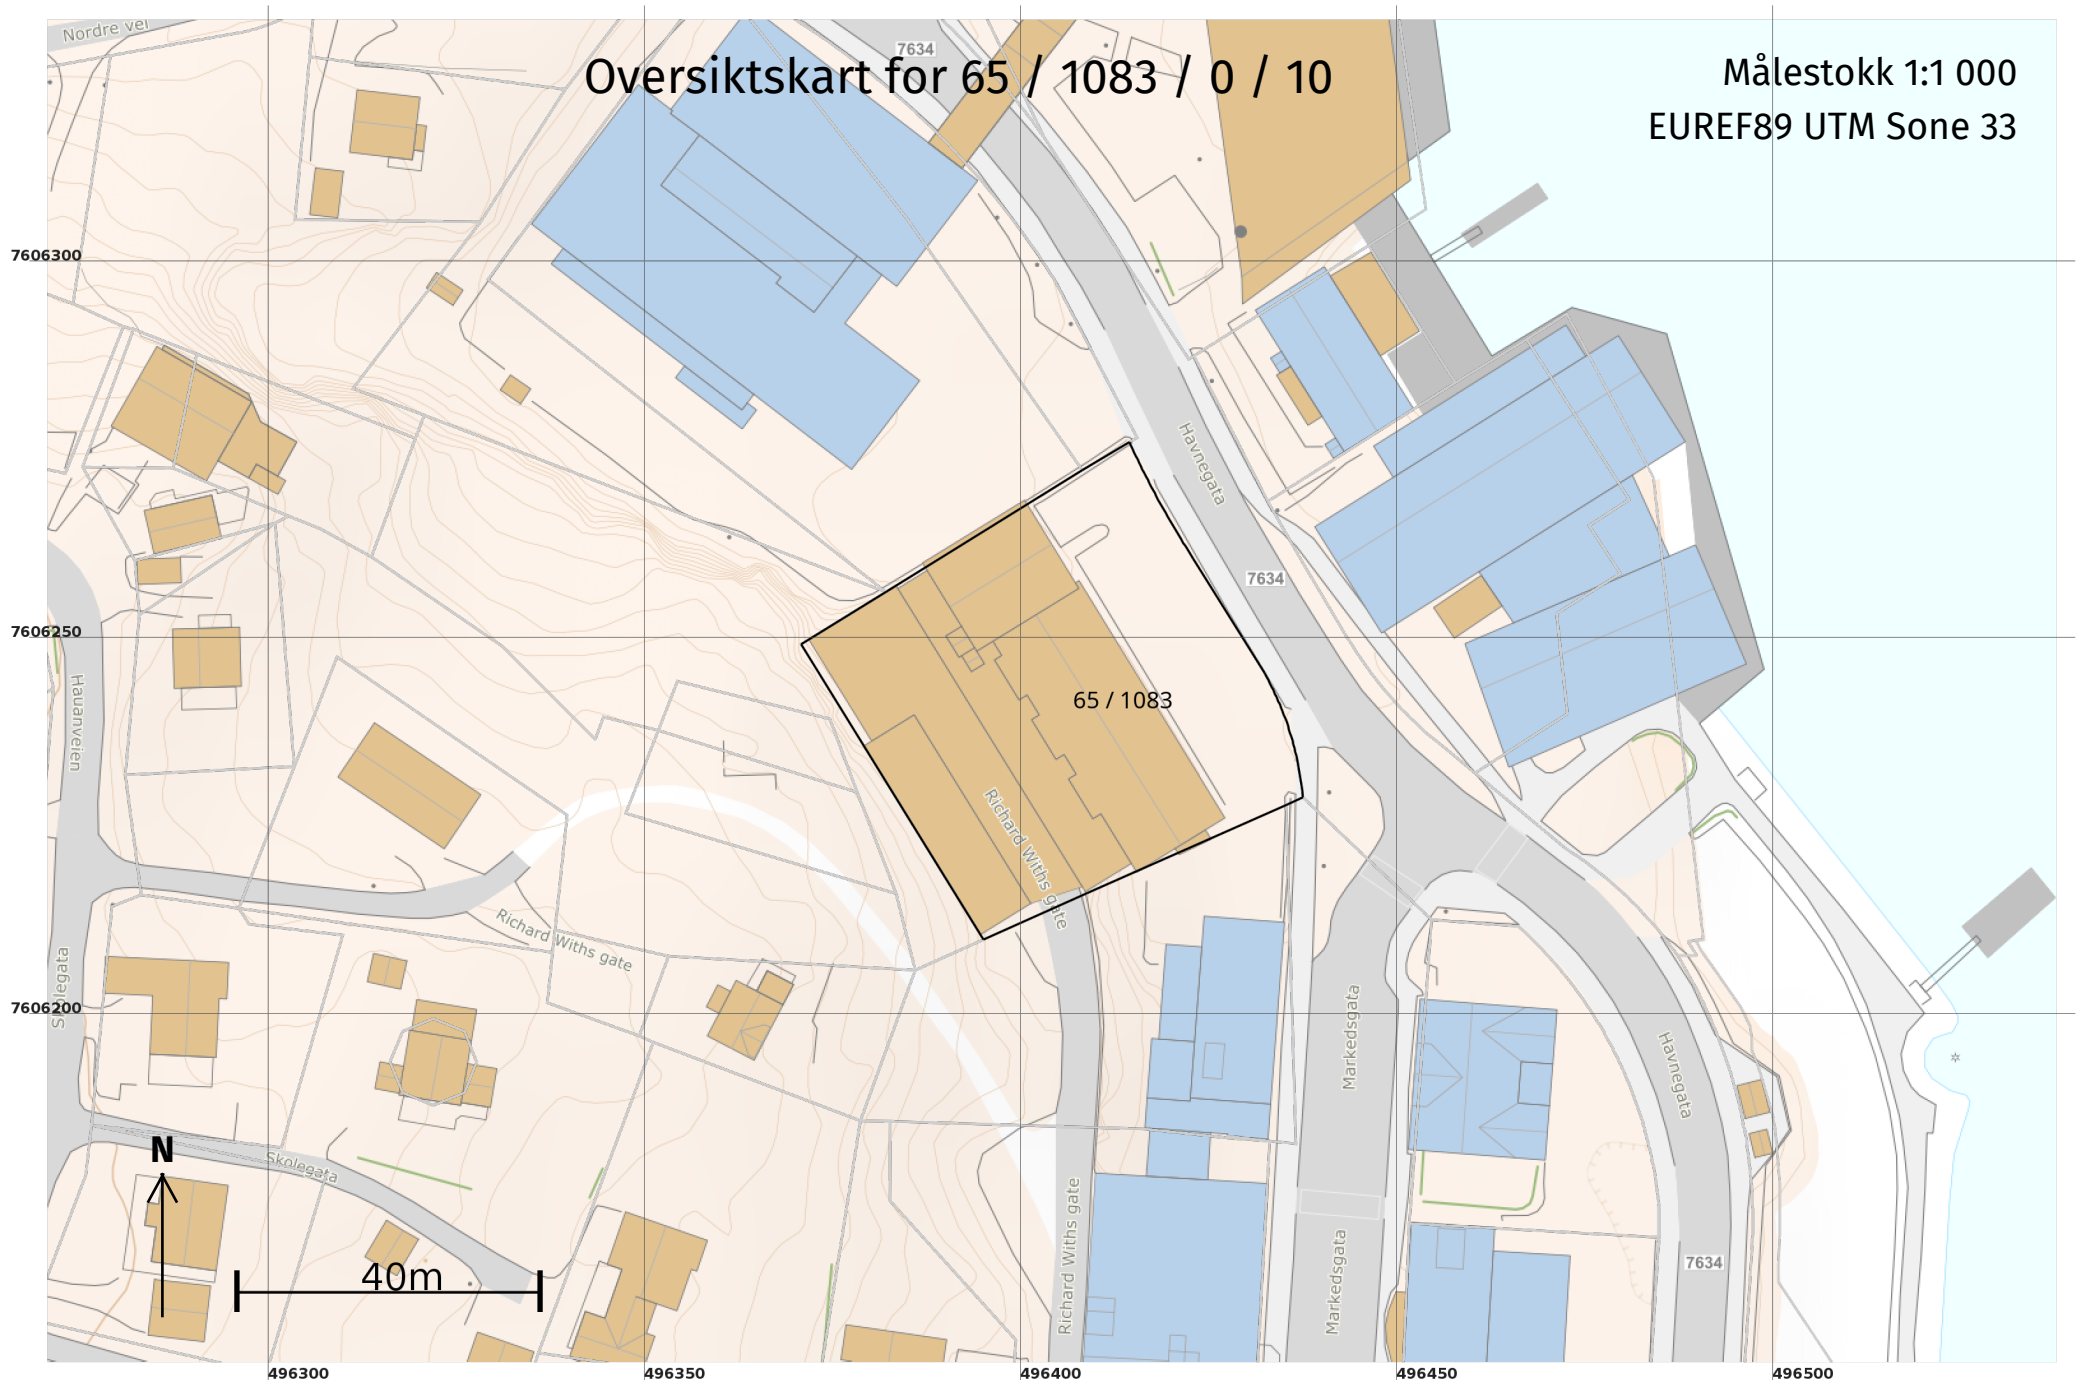 Nordre vei
7634
Oversiktskart for 65 / 1083 / 0 / 10
Målestokk 1:1 000
EUREF89 UTM Sone 33
7606300
Havnegata
7634
7606250
Hauanveien
65 / 1083
Richard Withs gate
Richard Withs gate
Skolegata
7606200
Markedsgata
Havnegata
N
Skolegata
40m
Richard Withs gate
Markedsgata
7634
496300
496350
496400
496450
496500